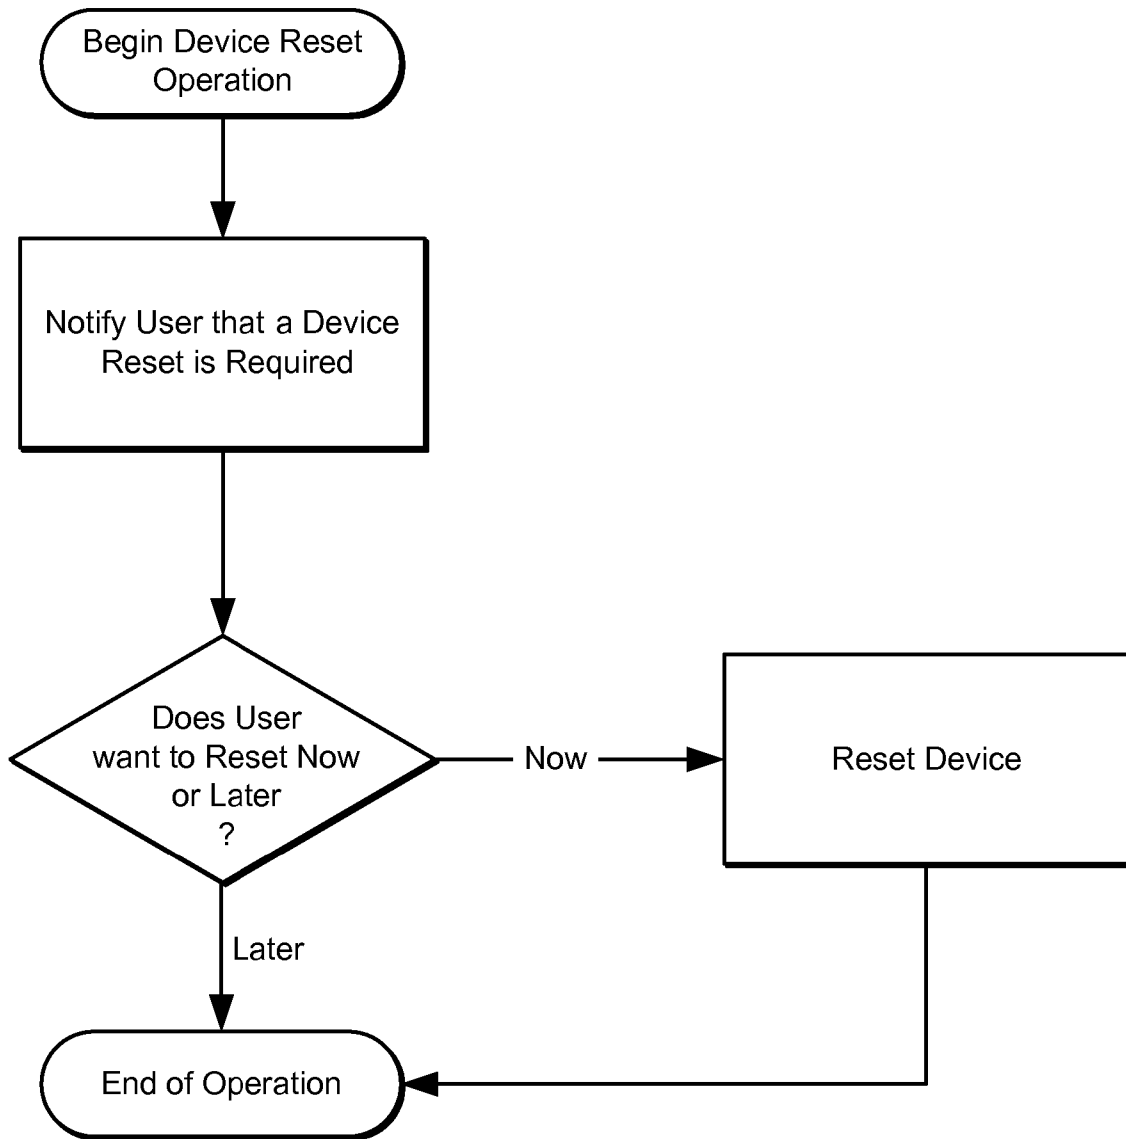 Begin Device Reset
Operation
Notify User that a Device
Reset is Required
Does User
want to Reset Now
or Later
?
Now
Reset Device
Later
End of Operation